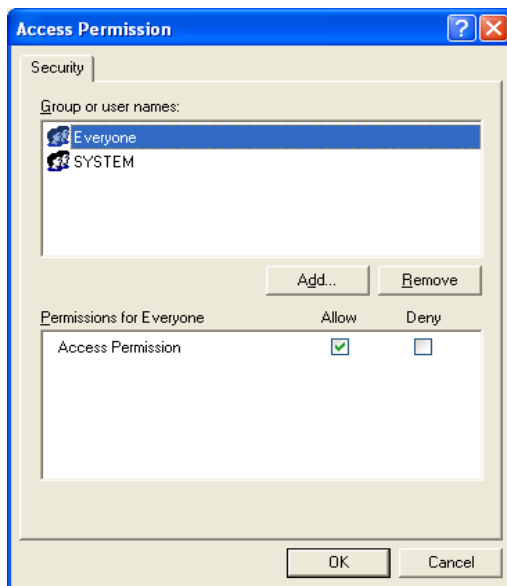 Access Permission
Security
Group or user names:
Everyone
SYSTEM
Add... Remove
Permissions for Everyone Allow Deny
Access Permission
OK Cancel